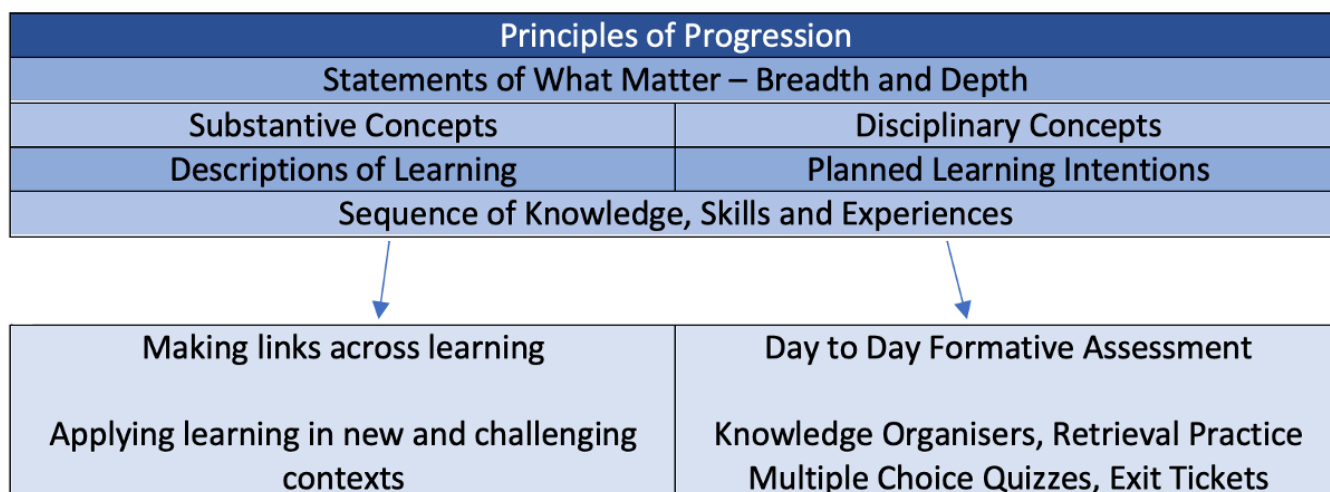 Principles of Progression
Statements of What Matter – Breadth and Depth
Substantive Concepts
Disciplinary Concepts
Descriptions of Learning
Planned Learning Intentions
Sequence of Knowledge, Skills and Experiences
Making links across learning
Applying learning in new and challenging
contexts
Day to Day Formative Assessment
Knowledge Organisers, Retrieval Practice
Multiple Choice Quizzes, Exit Tickets